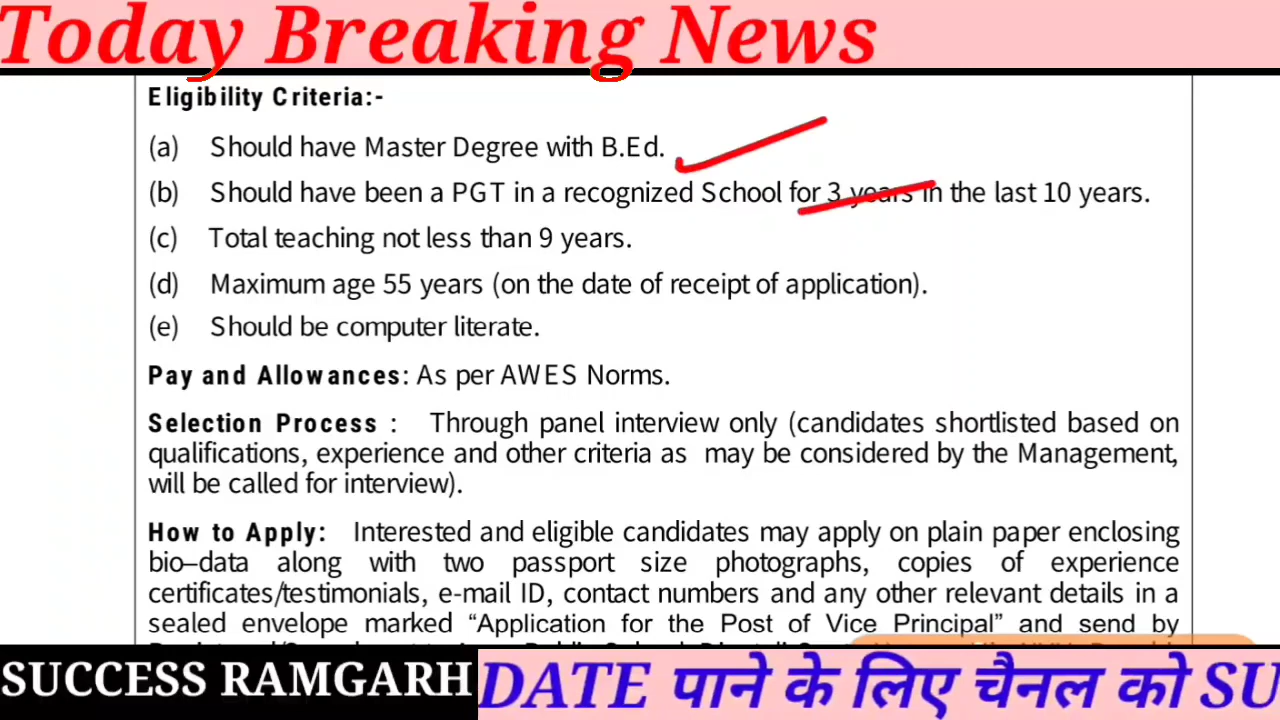 Today Breaking News
Eligibility Criteria:-
(a) Should have Master Degree with B.Ed.
(b) Should have been a PGT in a recognized School for 3 years in the last 10 years.
(c) Total teaching not less than 9 years.
(d) Maximum age 55 years (on the date of receipt of application).
(e) Should be computer literate.
Pay and Allowances: As per AWES Norms.
Selection Process : Through panel interview only (candidates shortlisted based on
qualifications, experience and other criteria as may be considered by the Management,
will be called for interview).
How to Apply: Interested and eligible candidates may apply on plain paper enclosing
bio–data along with two passport size photographs, copies of experience
certificates/testimonials, e-mail ID, contact numbers and any other relevant details in a
sealed envelope marked “Application for the Post of Vice Principal” and send by
SUCCESS RAMGARH DATE पाने के लिए चैनल को SU